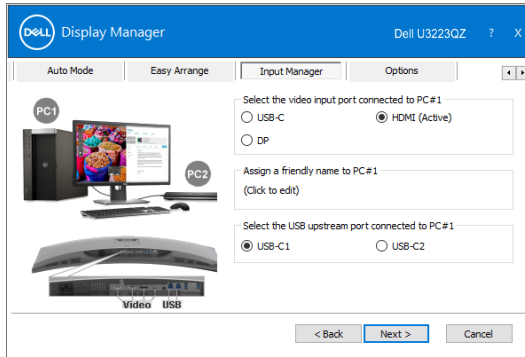 DELL Display Manager
Dell U3223QZ ? X
Auto Mode Easy Arrange Input Manager Options
Select the video input port connected to PC#1
USB-C HDMI (Active)
DP
Assign a friendly name to PC#1
(Click to edit)
Select the USB upstream port connected to PC#1
USB-C1 USB-C2
PC1
PC2
Video USB
< Back Next > Cancel